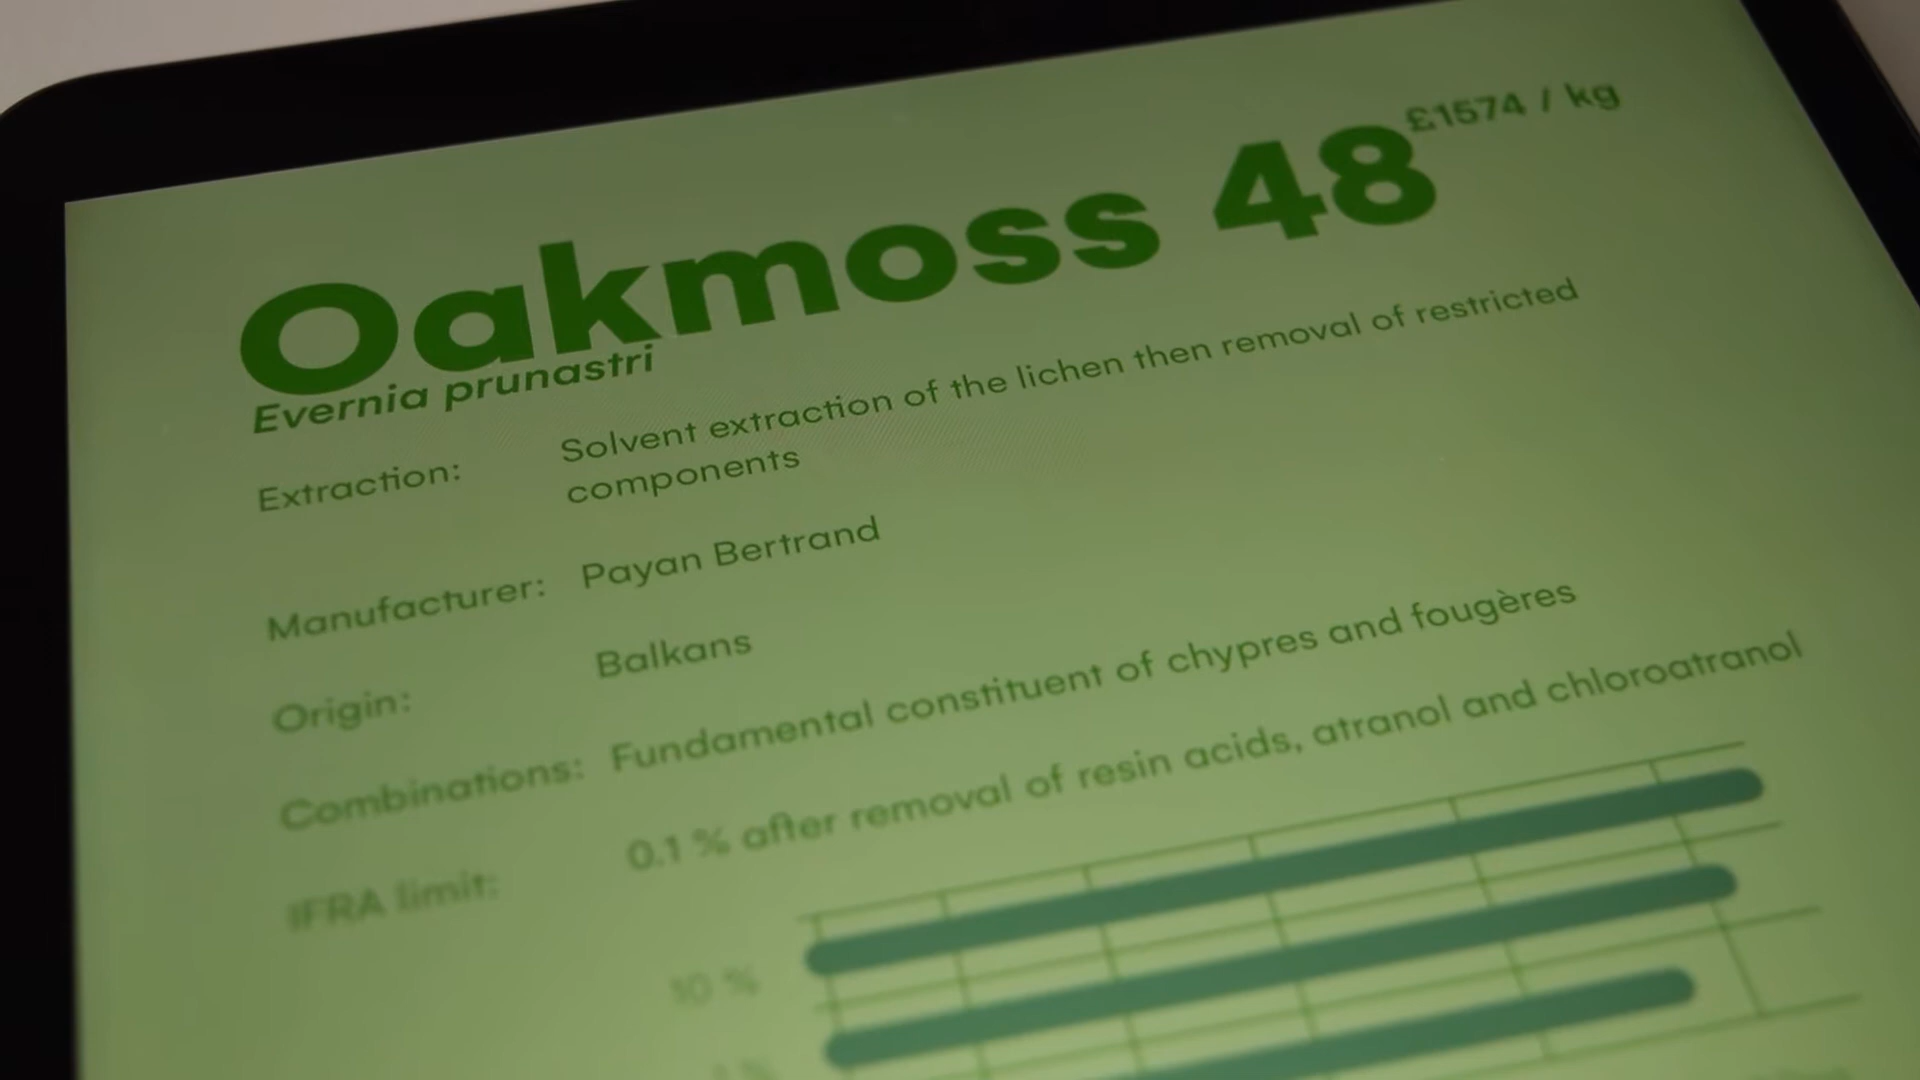 £1574 / kg
Oakmoss 48
Evernia prunastri
Extraction: Solvent extraction of the lichen then removal of restricted
components
Manufacturer: Payan Bertrand
Origin: Balkans
Combinations: Fundamental constituent of chypres and fougères
IFRA limit: 0.1 % after removal of resin acids, atranol and chloroatranol
10 %